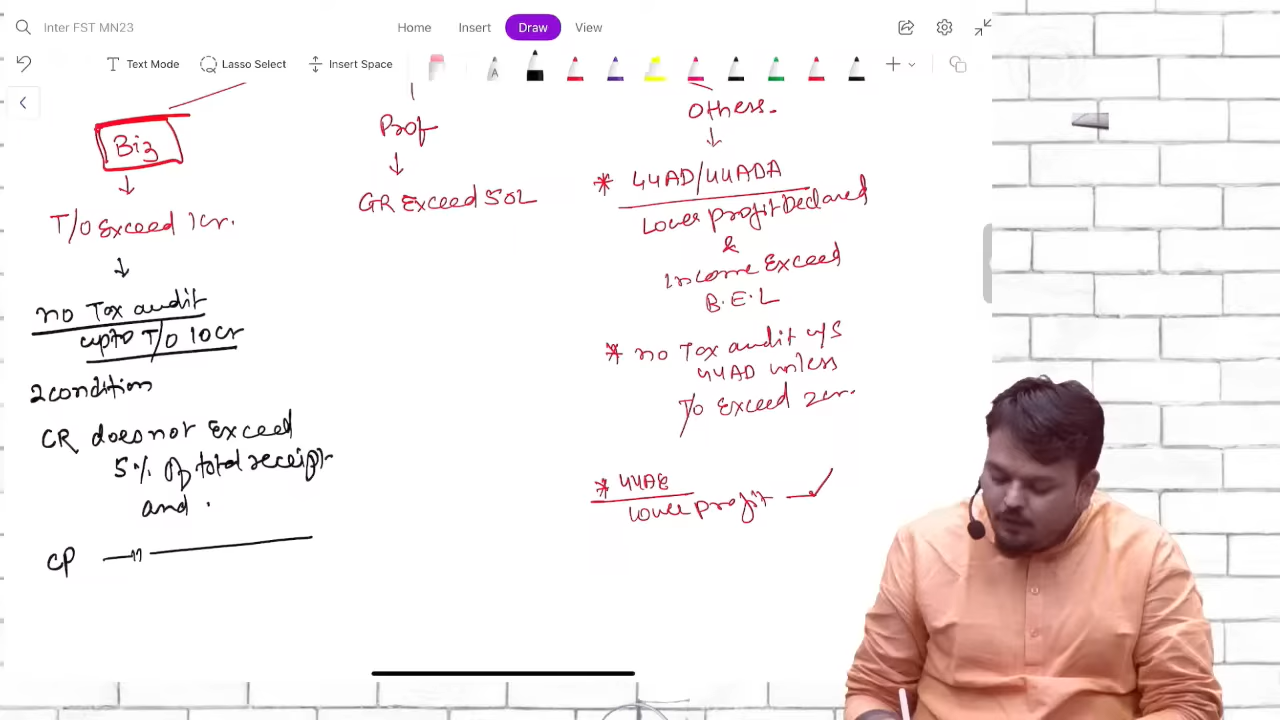 Inter FST MN23
Home Insert Draw View
Text Mode Lasso Select Insert Space
Biz
T/O Exceed 1cr.
no Tax audit
upto T/O 10cr
2 condition
CR does not Exceed
5% of total receipt
and
CP —〃—
Prof
GR Exceed 50L
Others.
* 44AD/44ADA
Lower profit Declared
&
Income Exceed
B.E.L
* no Tax audit u/s
44AD unless
T/o Exceed 2cr.
* 44AE
Lower profit — ✓